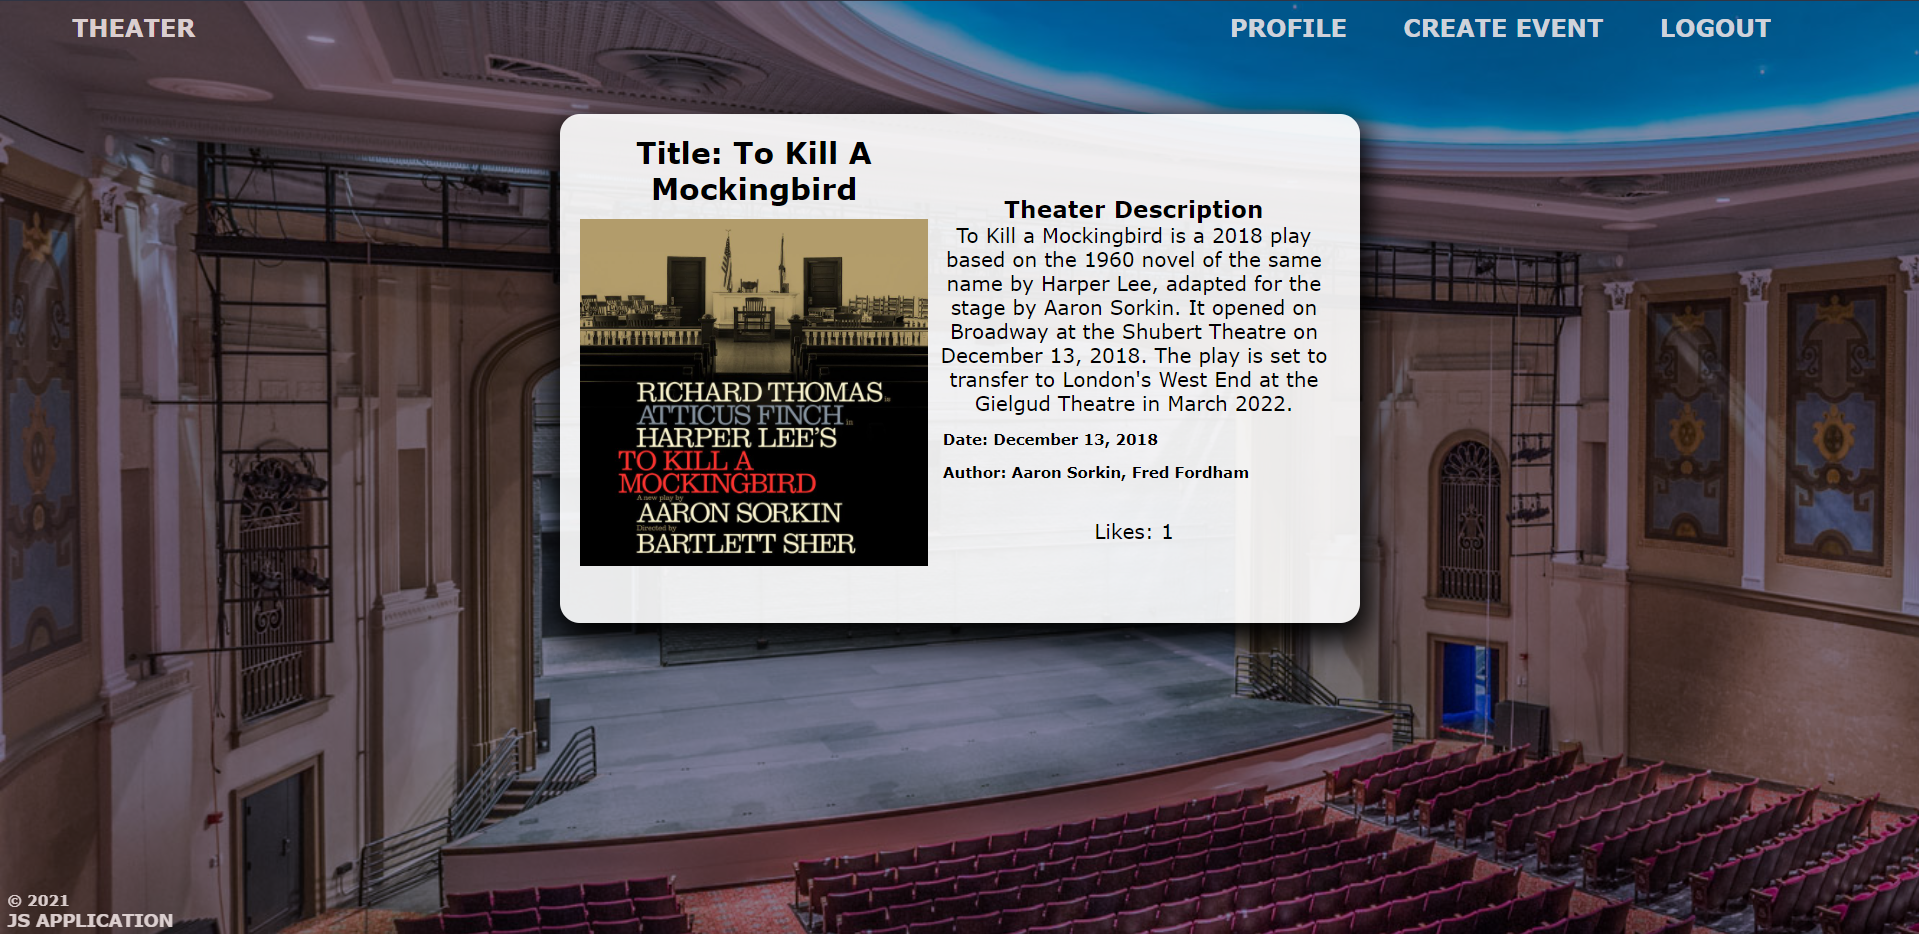 THEATER
PROFILE
CREATE EVENT
LOGOUT
Title: To Kill A
Mockingbird
RICHARD THOMAS is
ATTICUS FINCH in
HARPER LEE'S
TO KILL A
MOCKINGBIRD
A new play by
AARON SORKIN
Directed by
BARTLETT SHER
Theater Description
To Kill a Mockingbird is a 2018 play
based on the 1960 novel of the same
name by Harper Lee, adapted for the
stage by Aaron Sorkin. It opened on
Broadway at the Shubert Theatre on
December 13, 2018. The play is set to
transfer to London's West End at the
Gielgud Theatre in March 2022.
Date: December 13, 2018
Author: Aaron Sorkin, Fred Fordham
Likes: 1
© 2021
JS APPLICATION